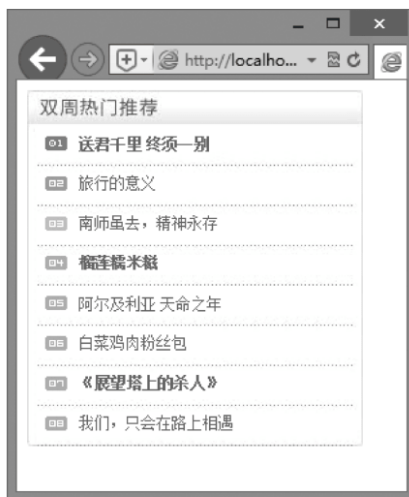 http://localho...
双周热门推荐
01 送君千里 终须一别
02 旅行的意义
03 南师虽去，精神永存
04 榴莲糯米糍
05 阿尔及利亚 天命之年
06 白菜鸡肉粉丝包
07 《展望塔上的杀人》
08 我们，只会在路上相遇